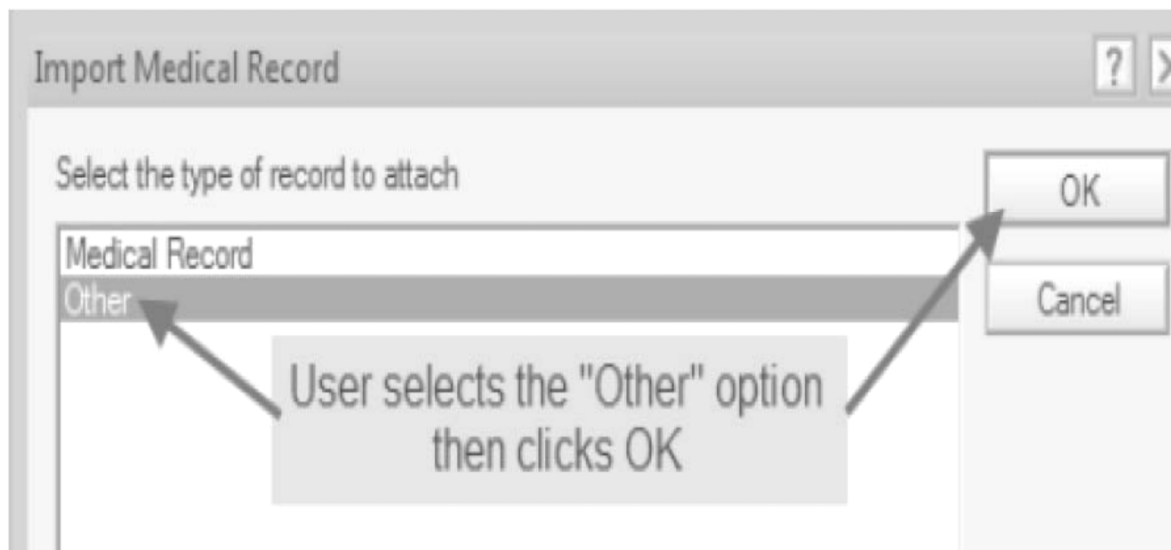 Import Medical Record
?
Select the type of record to attach
OK
Medical Record
Other
Cancel
User selects the "Other" option
then clicks OK